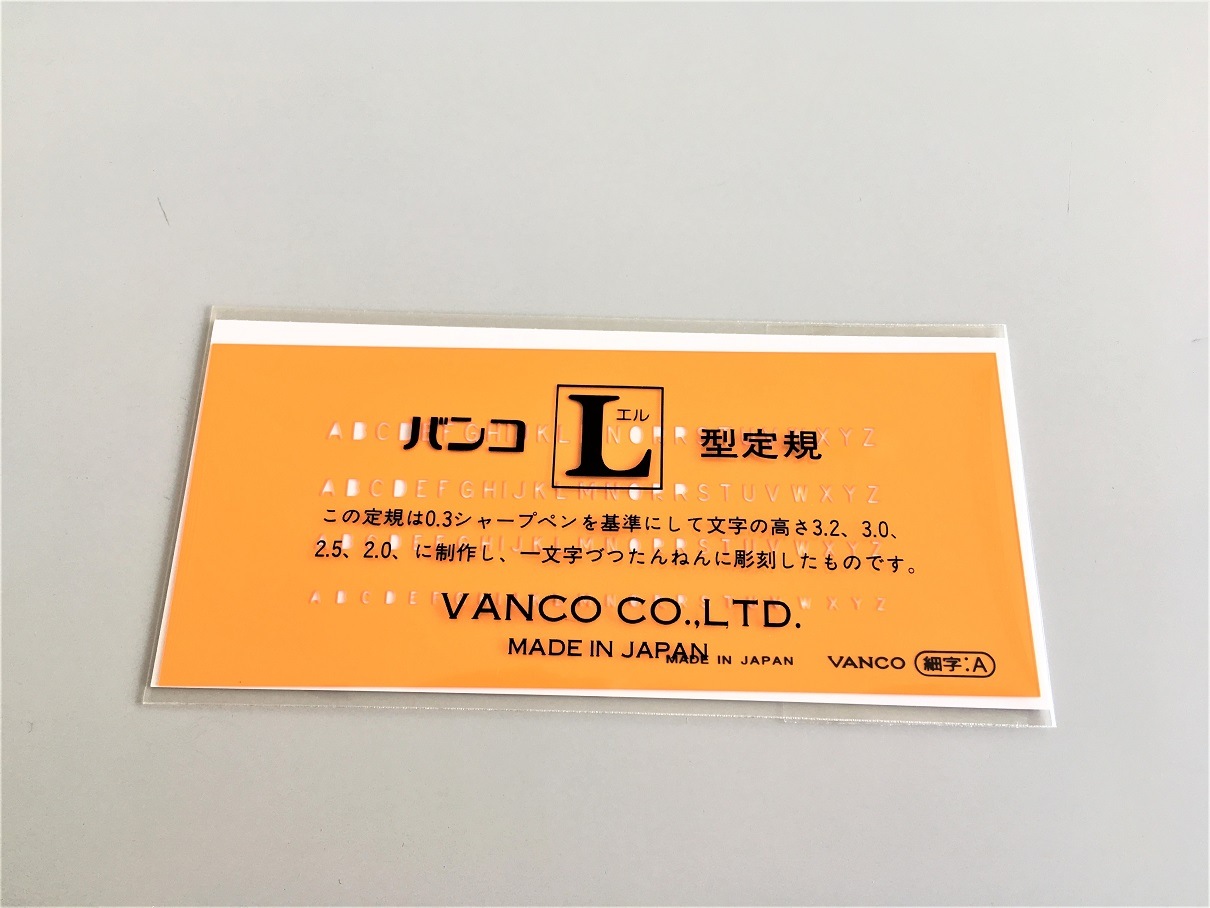 バンコ L エル 型定規
ABCDEFGHIJKLMNOPQRSTUVWXYZ
ABCDEFGHIJKLMNOPQRSTUVWXYZ
この定規は0.3シャープペンを基準にして文字の高さ3.2、3.0、
2.5、2.0、に制作し、一文字づつたんねんに彫刻したものです。
VANCO CO.,LTD.
MADE IN JAPAN
MADE IN JAPAN VANCO 細字:A